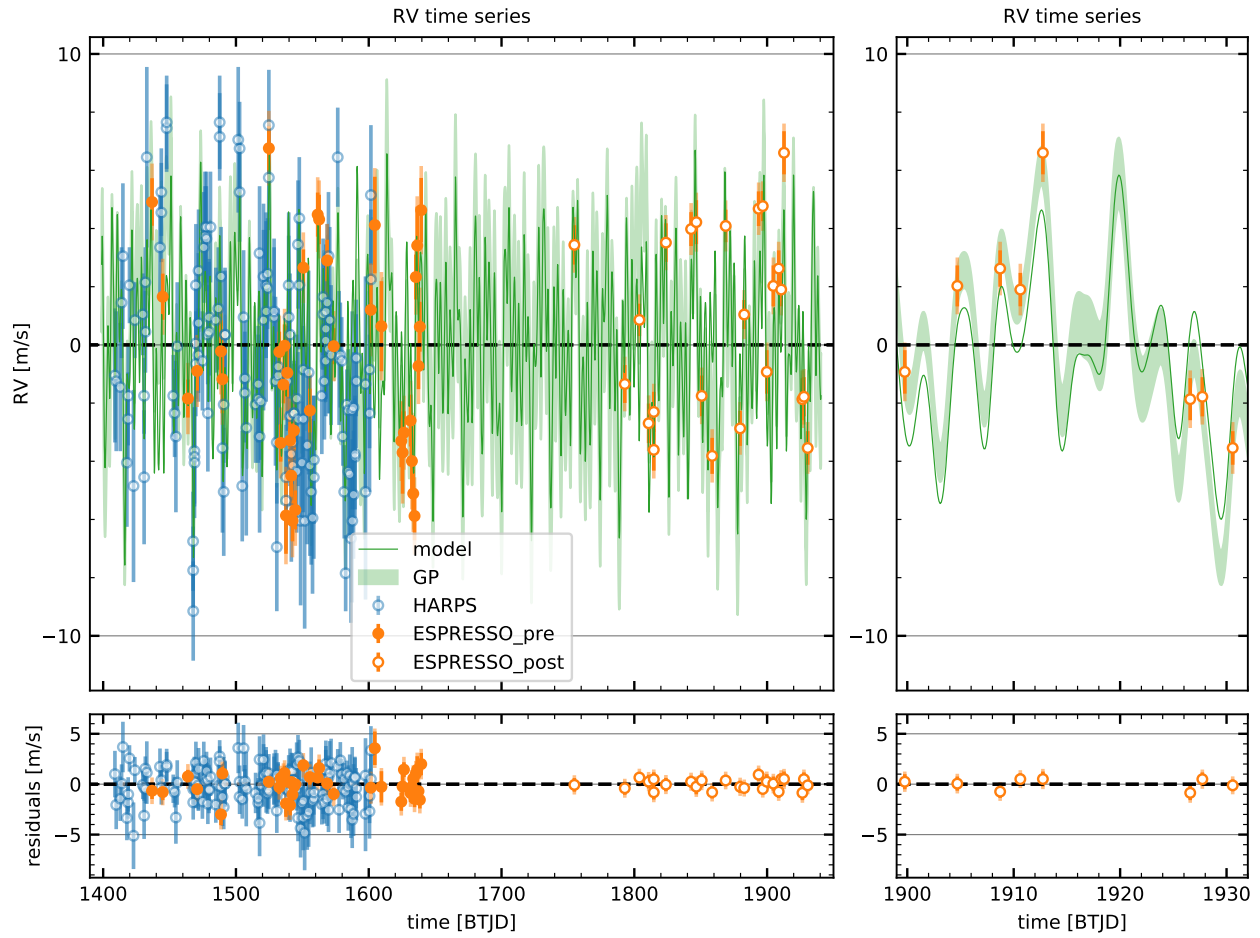 RV time series
RV time series
10
0
−10
RV [m/s]
model
GP
HARPS
ESPRESSO_pre
ESPRESSO_post
10
0
−10
5
0
−5
residuals [m/s]
1400
1500
1600
1700
1800
1900
time [BTJD]
5
0
−5
1900
1910
1920
1930
time [BTJD]